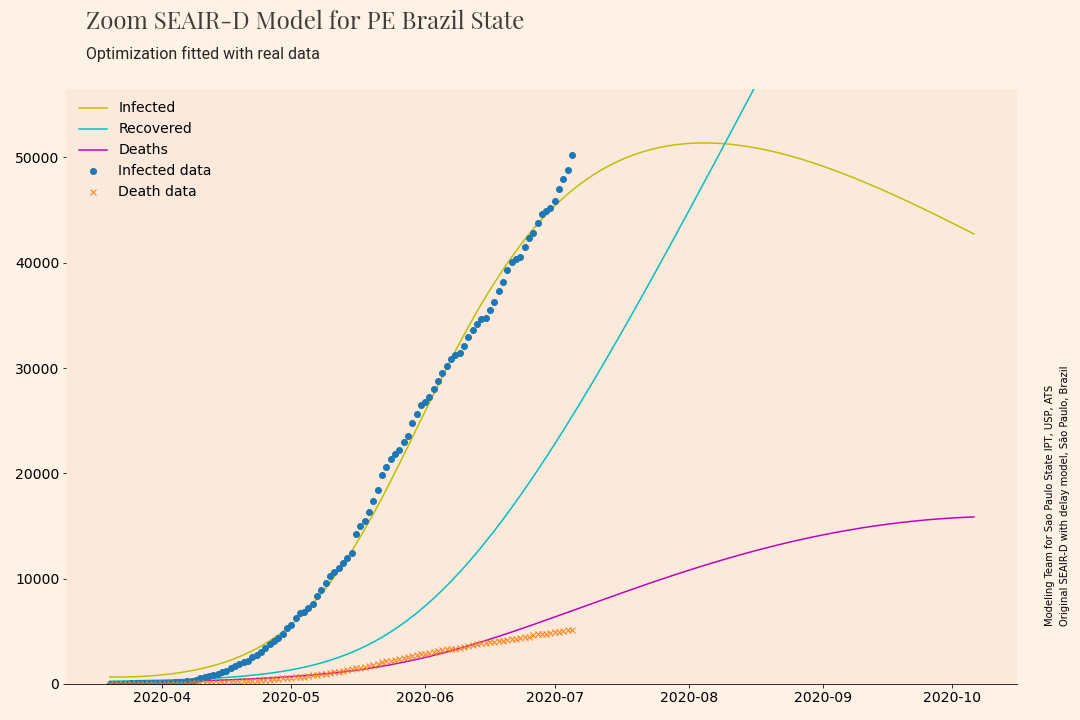 Zoom SEAIR-D Model for PE Brazil State
Optimization fitted with real data
Infected
Recovered
Deaths
Infected data
Death data
50000
40000
30000
20000
10000
0
2020-04
2020-05
2020-06
2020-07
2020-08
2020-09
2020-10
Modeling Team for Sao Paulo State IPT, USP, ATS
Original SEAIR-D with delay model, São Paulo, Brazil